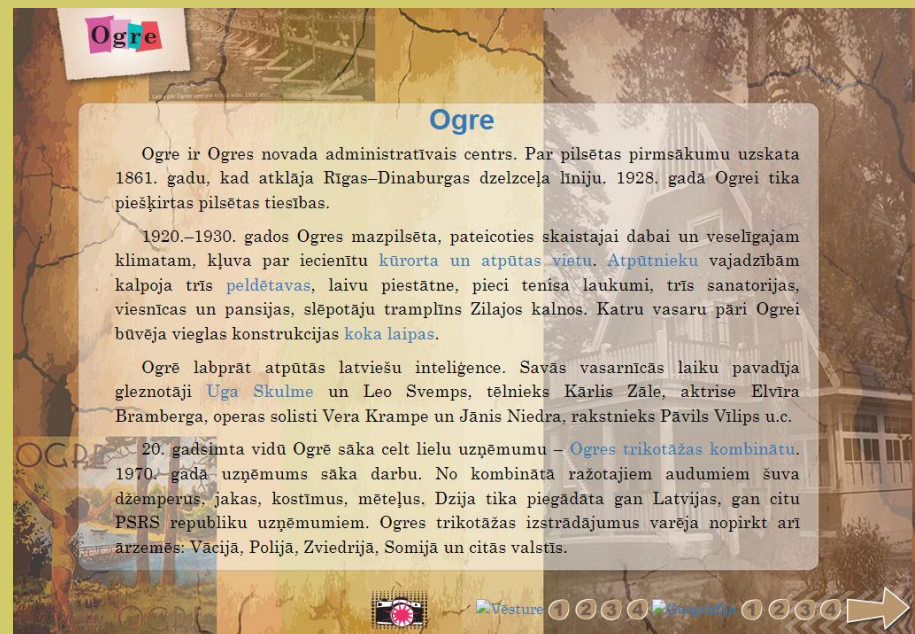 Ogre
Ogre
Ogre ir Ogres novada administratīvais centrs. Par pilsētas pirmsākumu uzskata
1861. gadu, kad atklāja Rīgas–Dinaburgas dzelzceļa līniju. 1928. gadā Ogrei tika
piešķirtas pilsētas tiesības.
1920.–1930. gados Ogres mazpilsēta, pateicoties skaistajai dabai un veselīgajam
klimatam, kļuva par iecienītu kūrorta un atpūtas vietu. Atpūtnieku vajadzībām
kalpoja trīs peldētavas, laivu piestātne, pieci tenisa laukumi, trīs sanatorijas,
viesnīcas un pansijas, slēpotāju tramplīns Zilajos kalnos. Katru vasaru pāri Ogrei
būvēja vieglas konstrukcijas koka laipas.
Ogrē labprāt atpūtās latviešu inteliģence. Savās vasarnīcās laiku pavadīja
gleznotāji Uga Skulme un Leo Svemps, tēlnieks Kārlis Zāle, aktrise Elvīra
Bramberga, operas solisti Vera Krampe un Jānis Niedra, rakstnieks Pāvils Vīlips u.c.
20. gadsimta vidū Ogrē sāka celt lielu uzņēmumu – Ogres trikotāžas kombinātu.
1970. gadā uzņēmums sāka darbu. No kombinātā ražotajiem audumiem šuva
džemperus, jakas, kostīmus, mēteļus. Dzija tika piegādāta gan Latvijas, gan citu
PSRS republiku uzņēmumiem. Ogres trikotāžas izstrādājumus varēja nopirkt arī
ārzemēs: Vācijā, Polijā, Zviedrijā, Somijā un citās valstīs.
OGRE
OGRE
Vēsture 1 2 3 4 1 2 3 4